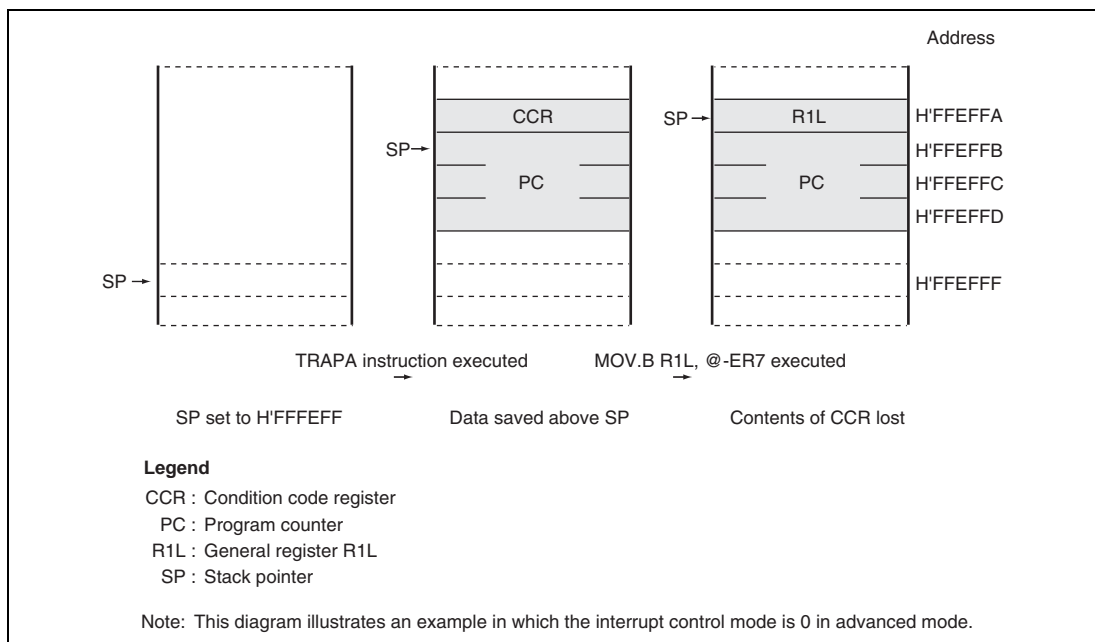 Address
CCR
SP → R1L H'FFEFFA
SP → H'FFEFFB
PC PC H'FFEFFC
H'FFEFFD
SP → H'FFEFFF
TRAPA instruction executed → MOV.B R1L, @-ER7 executed →
SP set to H'FFFEFF Data saved above SP Contents of CCR lost
Legend
CCR : Condition code register
PC : Program counter
R1L : General register R1L
SP : Stack pointer
Note: This diagram illustrates an example in which the interrupt control mode is 0 in advanced mode.